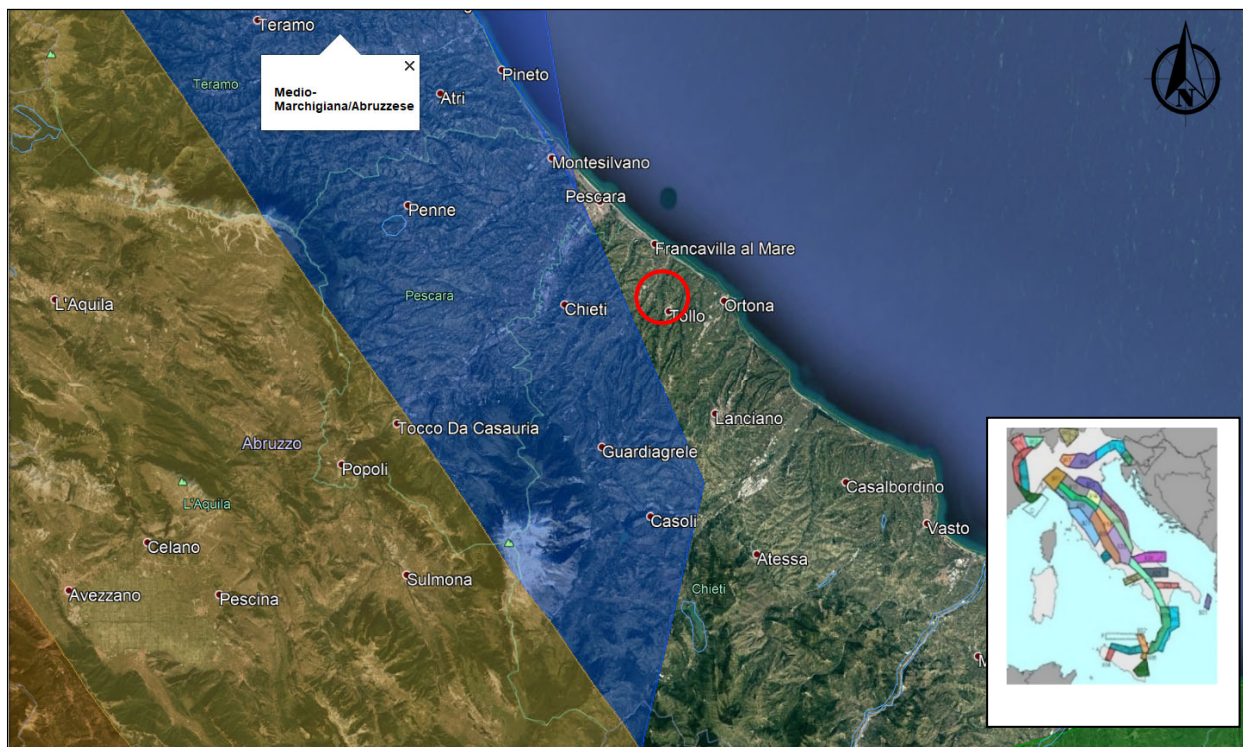 Teramo
Teramo
×
Medio-
Marchigiana/Abruzzese
Pineto
Atri
N
Montesilvano
Pescara
Penne
Francavilla al Mare
Pescara
L'Aquila
Chieti
Ortona
Tollo
Lanciano
Tocco Da Casauria
Abruzzo
Guardiagrele
Popoli
Casalbordino
L'Aquila
Casoli
Vasto
Celano
Atessa
Sulmona
Chieti
Avezzano
Pescina
M